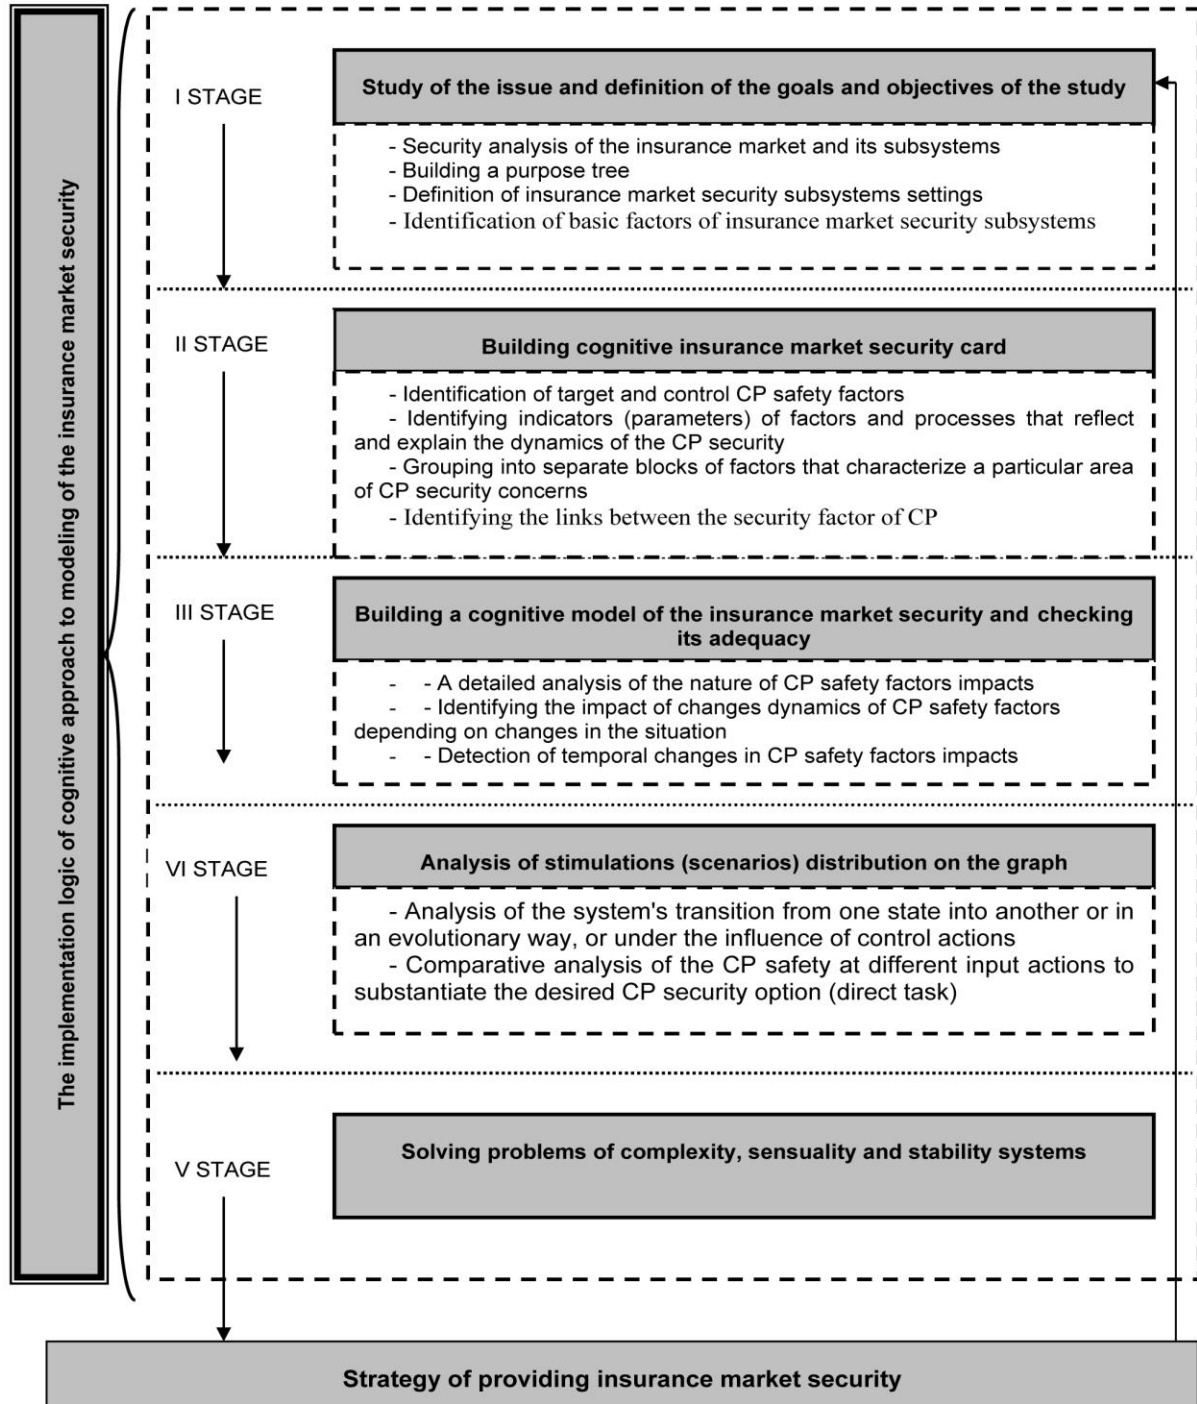 The implementation logic of cognitive approach to modeling of the insurance market security
I STAGE
Study of the issue and definition of the goals and objectives of the study
- Security analysis of the insurance market and its subsystems
- Building a purpose tree
- Definition of insurance market security subsystems settings
- Identification of basic factors of insurance market security subsystems
II STAGE
Building cognitive insurance market security card
- Identification of target and control CP safety factors
- Identifying indicators (parameters) of factors and processes that reflect
and explain the dynamics of the CP security
- Grouping into separate blocks of factors that characterize a particular area
of CP security concerns
- Identifying the links between the security factor of CP
III STAGE
Building a cognitive model of the insurance market security and checking
its adequacy
- - A detailed analysis of the nature of CP safety factors impacts
- - Identifying the impact of changes dynamics of CP safety factors
depending on changes in the situation
- - Detection of temporal changes in CP safety factors impacts
VI STAGE
Analysis of stimulations (scenarios) distribution on the graph
- Analysis of the system's transition from one state into another or in
an evolutionary way, or under the influence of control actions
- Comparative analysis of the CP safety at different input actions to
substantiate the desired CP security option (direct task)
V STAGE
Solving problems of complexity, sensuality and stability systems
Strategy of providing insurance market security